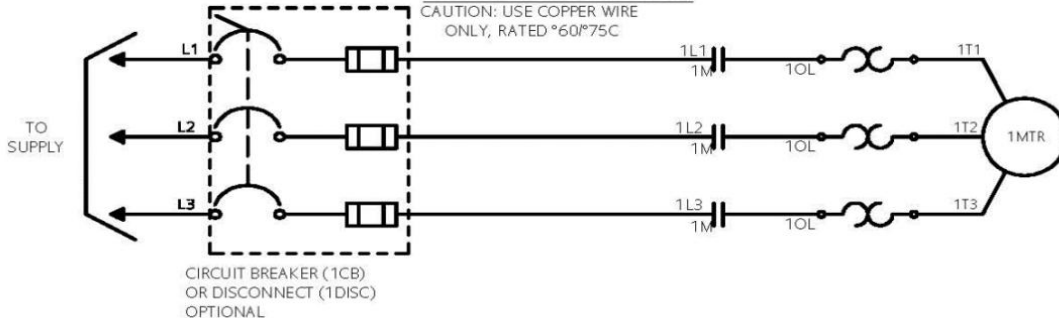 CAUTION: USE COPPER WIRE
ONLY, RATED °60/°75C
L1
1L1
1M
1OL
1T1
TO
SUPPLY
L2
1L2
1M
1OL
1T2
1MTR
L3
1L3
1M
1OL
1T3
CIRCUIT BREAKER (1CB)
OR DISCONNECT (1DISC)
OPTIONAL